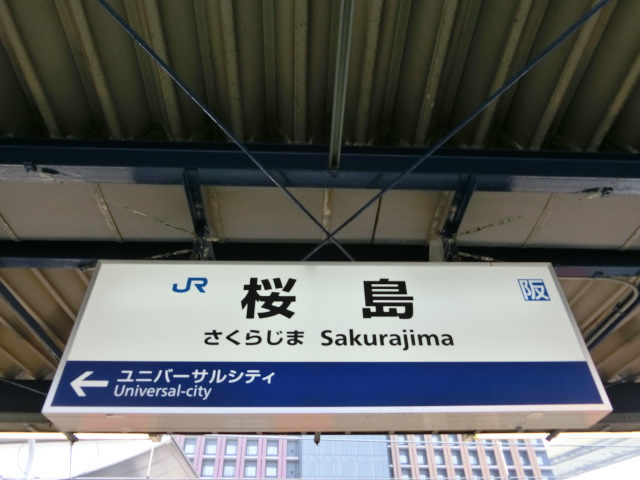 JR 桜島 阪
さくらじま Sakurajima
← ユニバーサルシティ
Universal-city